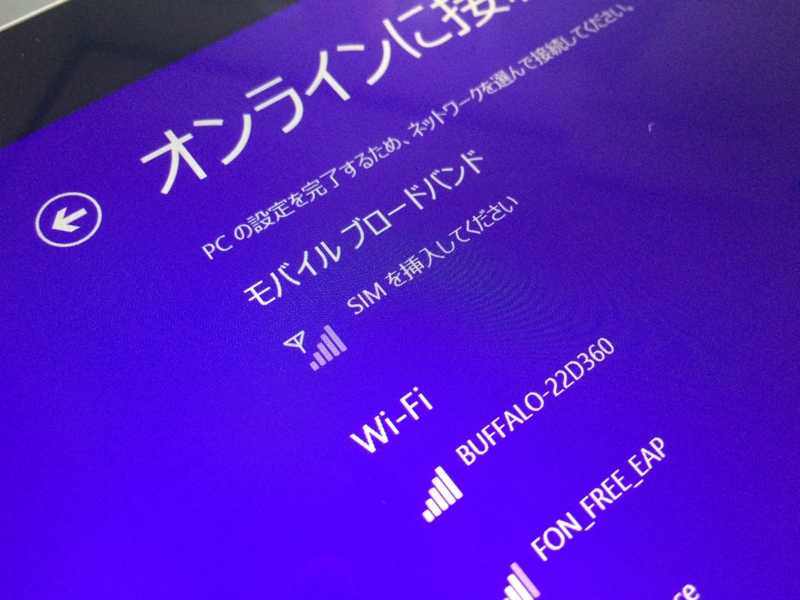 オンラインに接
PC の設定を完了するため、ネットワークを選んで接続してください。
モバイル ブロードバンド
SIM を挿入してください
Wi-Fi
BUFFALO-22D360
FON_FREE_EAP